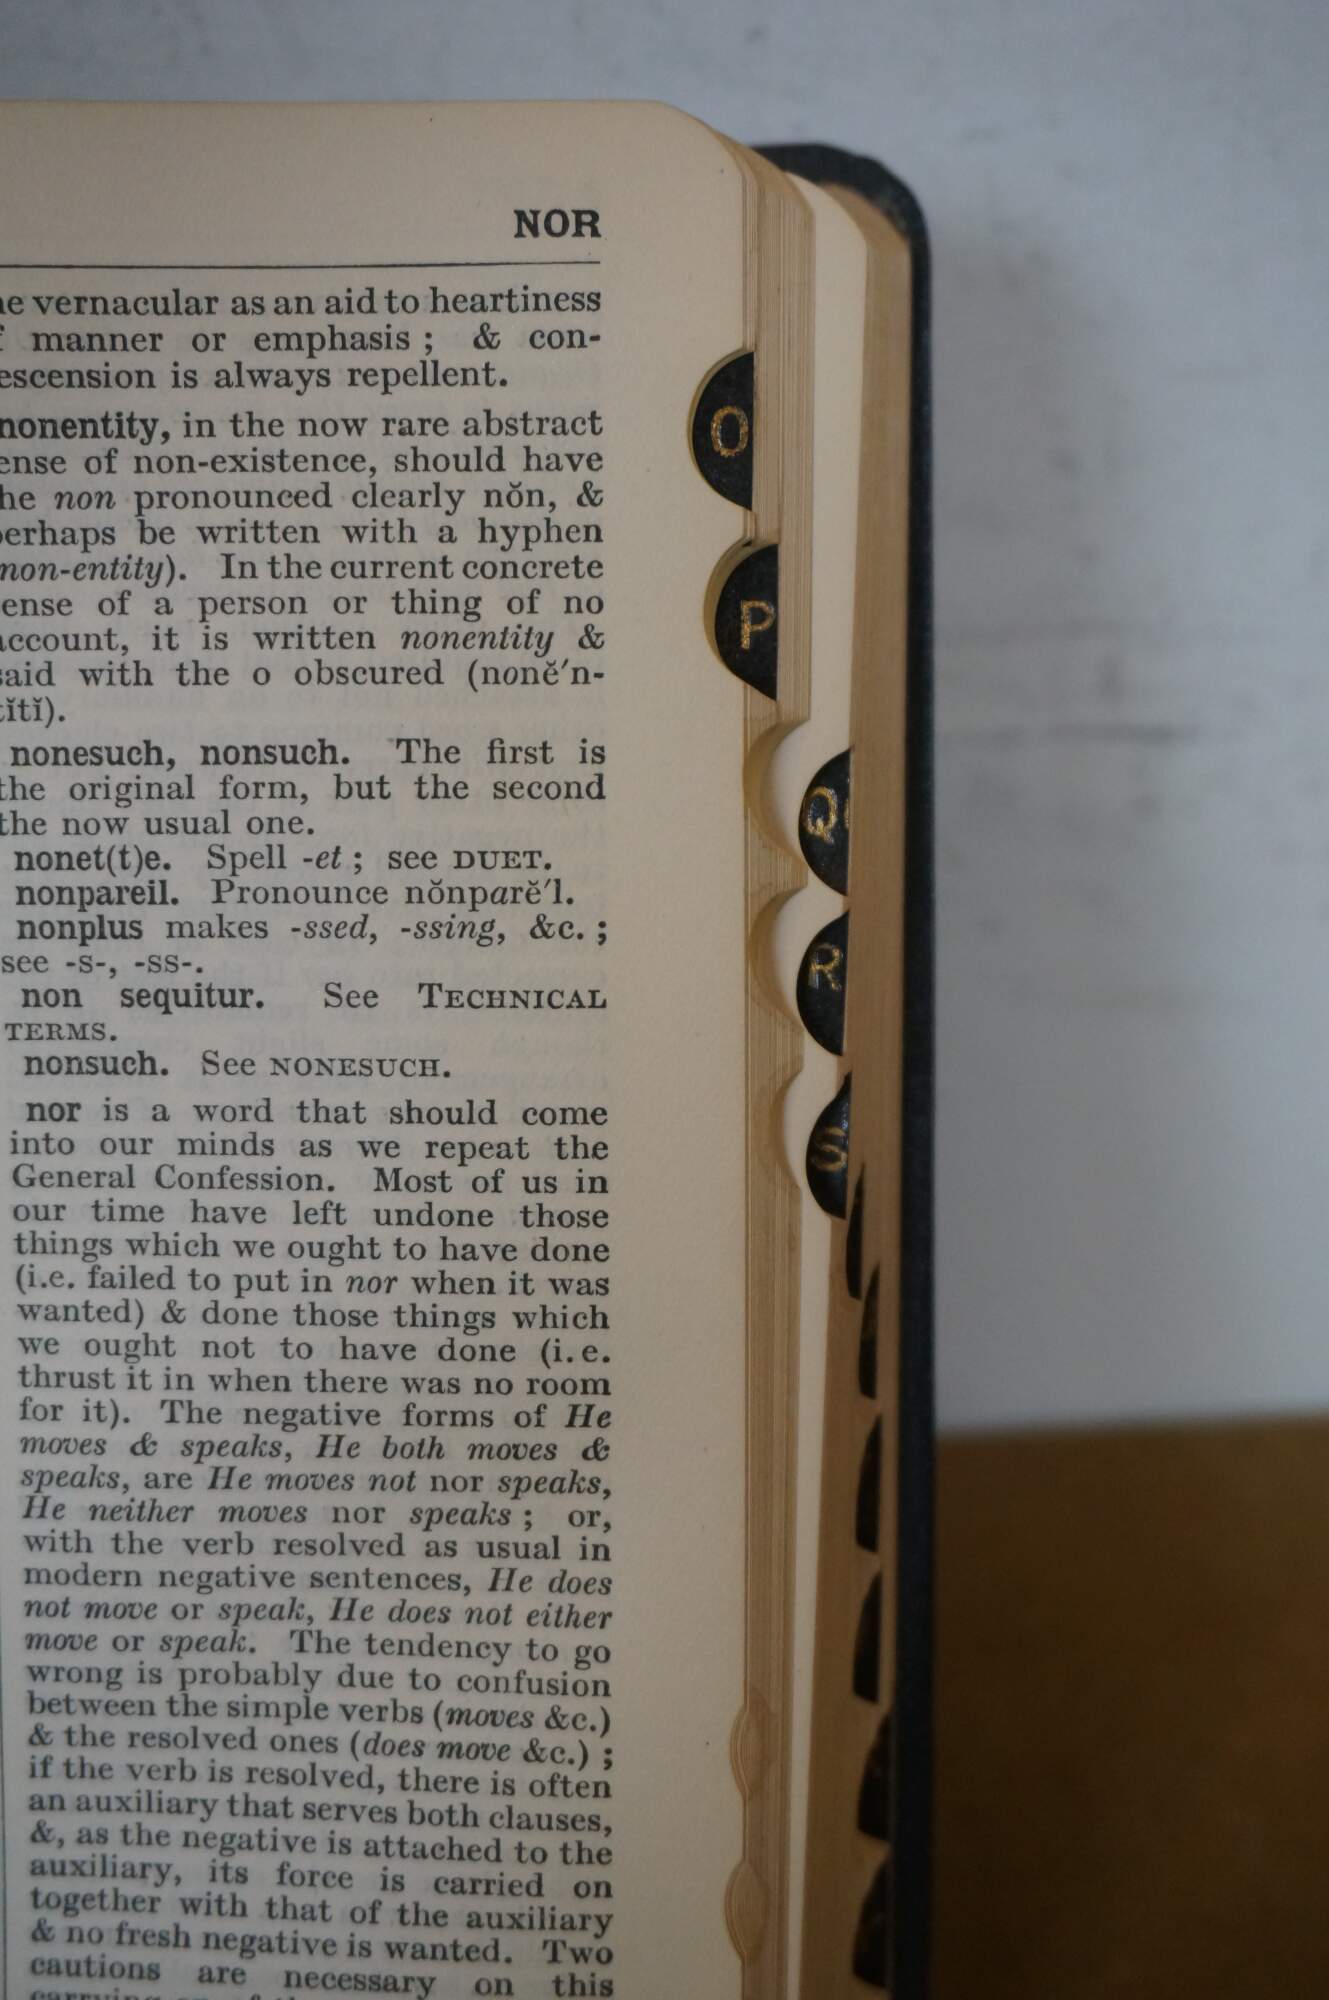 NOR
vernacular as an aid to heartiness
manner or emphasis ; & con-
escension is always repellent.
nonentity, in the now rare abstract
ense of non-existence, should have
he non pronounced clearly nŏn, &
erhaps be written with a hyphen
non-entity). In the current concrete
ense of a person or thing of no
account, it is written nonentity &
said with the o obscured (nonĕ′n-
tĭtĭ).
nonesuch, nonsuch. The first is
the original form, but the second
the now usual one.
nonet(t)e. Spell -et ; see DUET.
nonpareil. Pronounce nŏnparĕ′l.
nonplus makes -ssed, -ssing, &c. ;
see -S-, -SS-.
non sequitur. See TECHNICAL
TERMS.
nonsuch. See NONESUCH.
nor is a word that should come
into our minds as we repeat the
General Confession. Most of us in
our time have left undone those
things which we ought to have done
(i.e. failed to put in nor when it was
wanted) & done those things which
we ought not to have done (i.e.
thrust it in when there was no room
for it). The negative forms of He
moves & speaks, He both moves &
speaks, are He moves not nor speaks,
He neither moves nor speaks ; or,
with the verb resolved as usual in
modern negative sentences, He does
not move or speak, He does not either
move or speak. The tendency to go
wrong is probably due to confusion
between the simple verbs (moves &c.)
& the resolved ones (does move &c.) ;
if the verb is resolved, there is often
an auxiliary that serves both clauses,
&, as the negative is attached to the
auxiliary, its force is carried on
together with that of the auxiliary
& no fresh negative is wanted. Two
cautions are necessary on this
O
P
Q
R
S